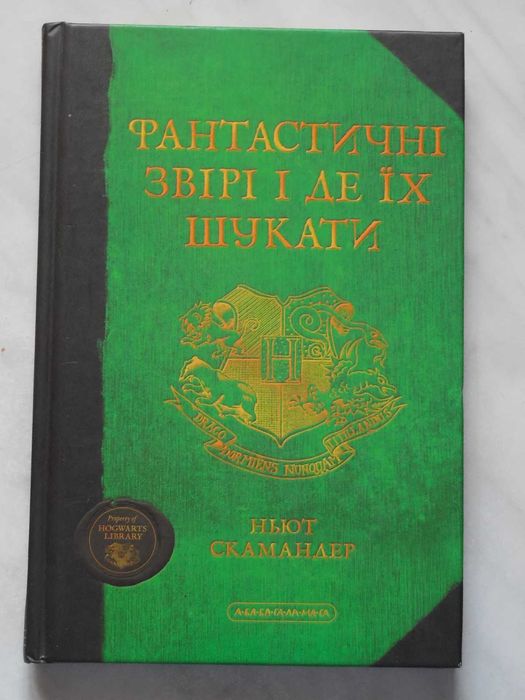 ФАНТАСТИЧНІ
ЗВІРІ І ДЕ ЇХ
ШУКАТИ
H
DRACO DORMIENS NUNQUAM TITILLANDUS
НЬЮТ
СКАМАНДЕР
Property of
HOGWARTS
LIBRARY
А-БА-БА-ГА-ЛА-МА-ГА